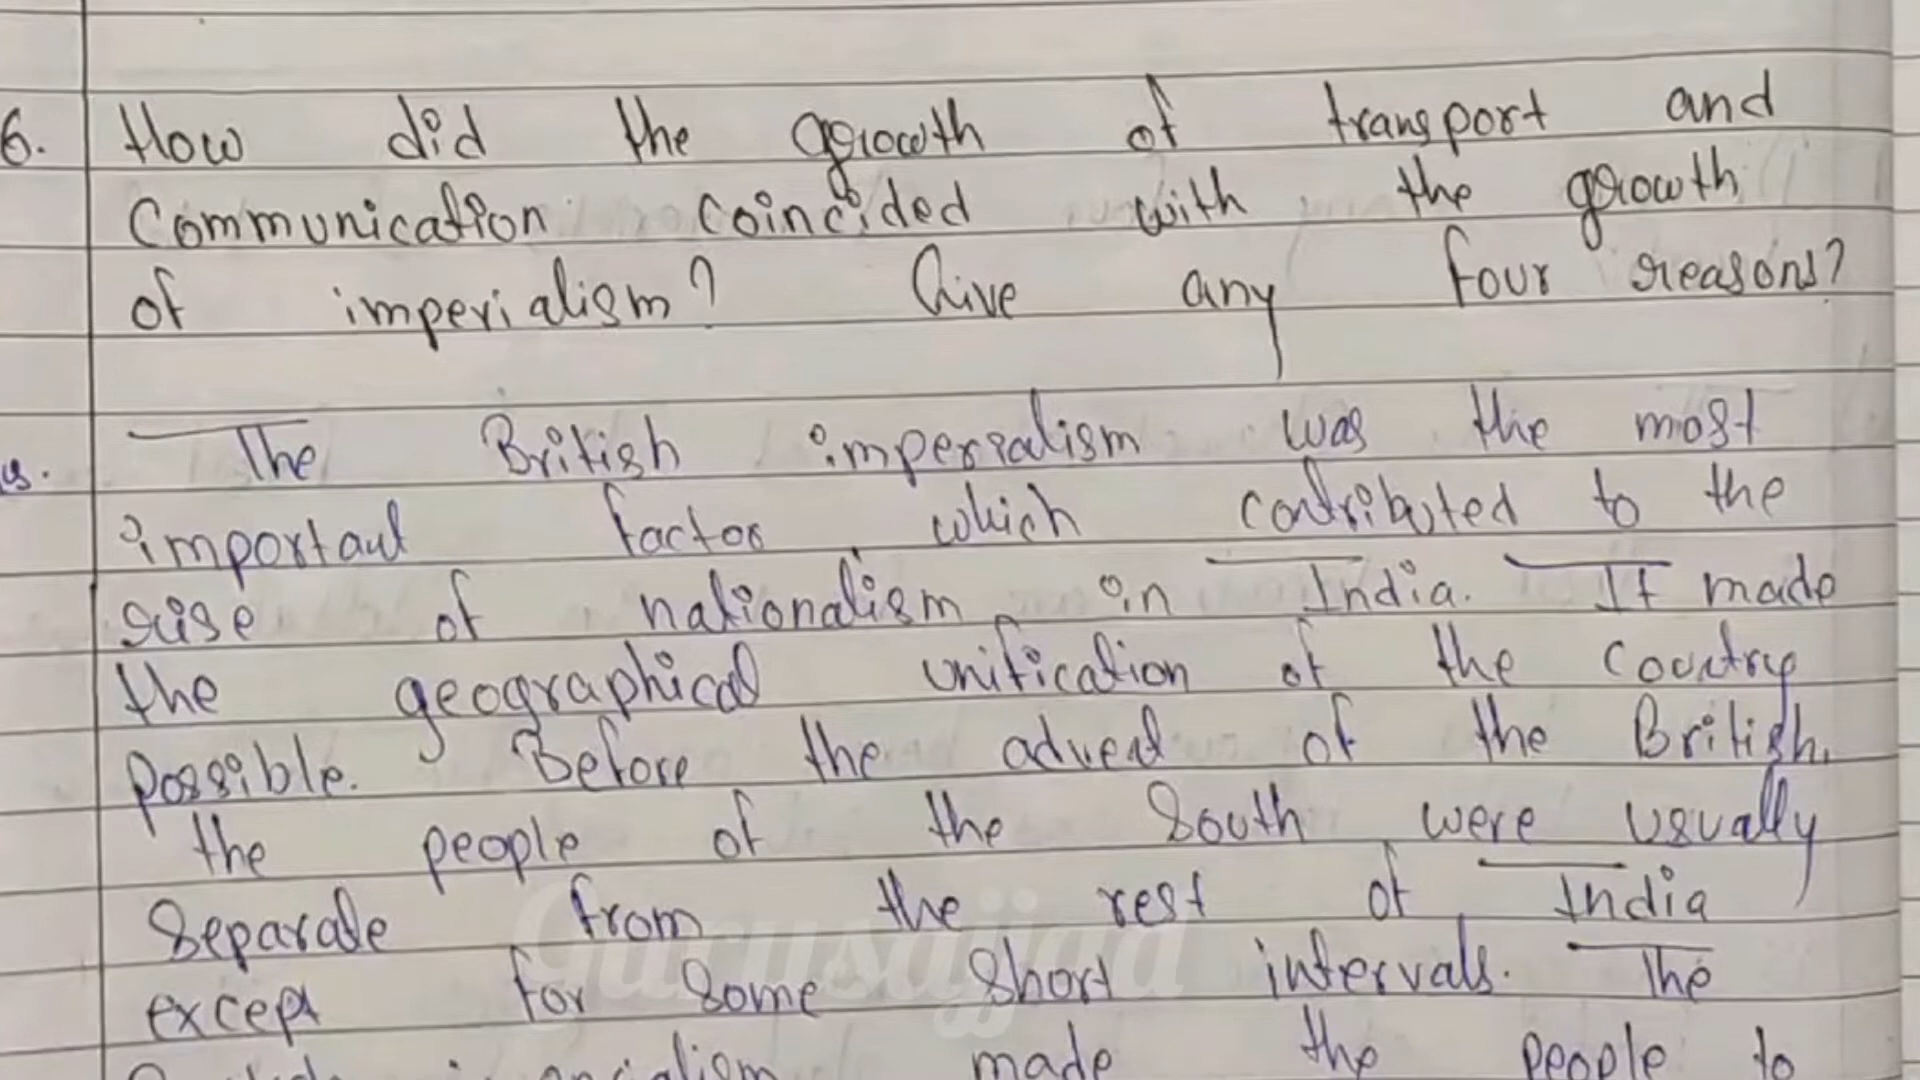 6. How did the growth of transport and
Communication coincided with the growth
of imperialism? Give any four reasons?
The British imperialism was the most
important factor which contributed to the
rise of nationalism in India. It made
the geographical unification of the country
possible. Before the advent of the British,
the people of the South were usually
Separate from the rest of India
except for Some Short intervals. The
made the people to
Gurusajjad